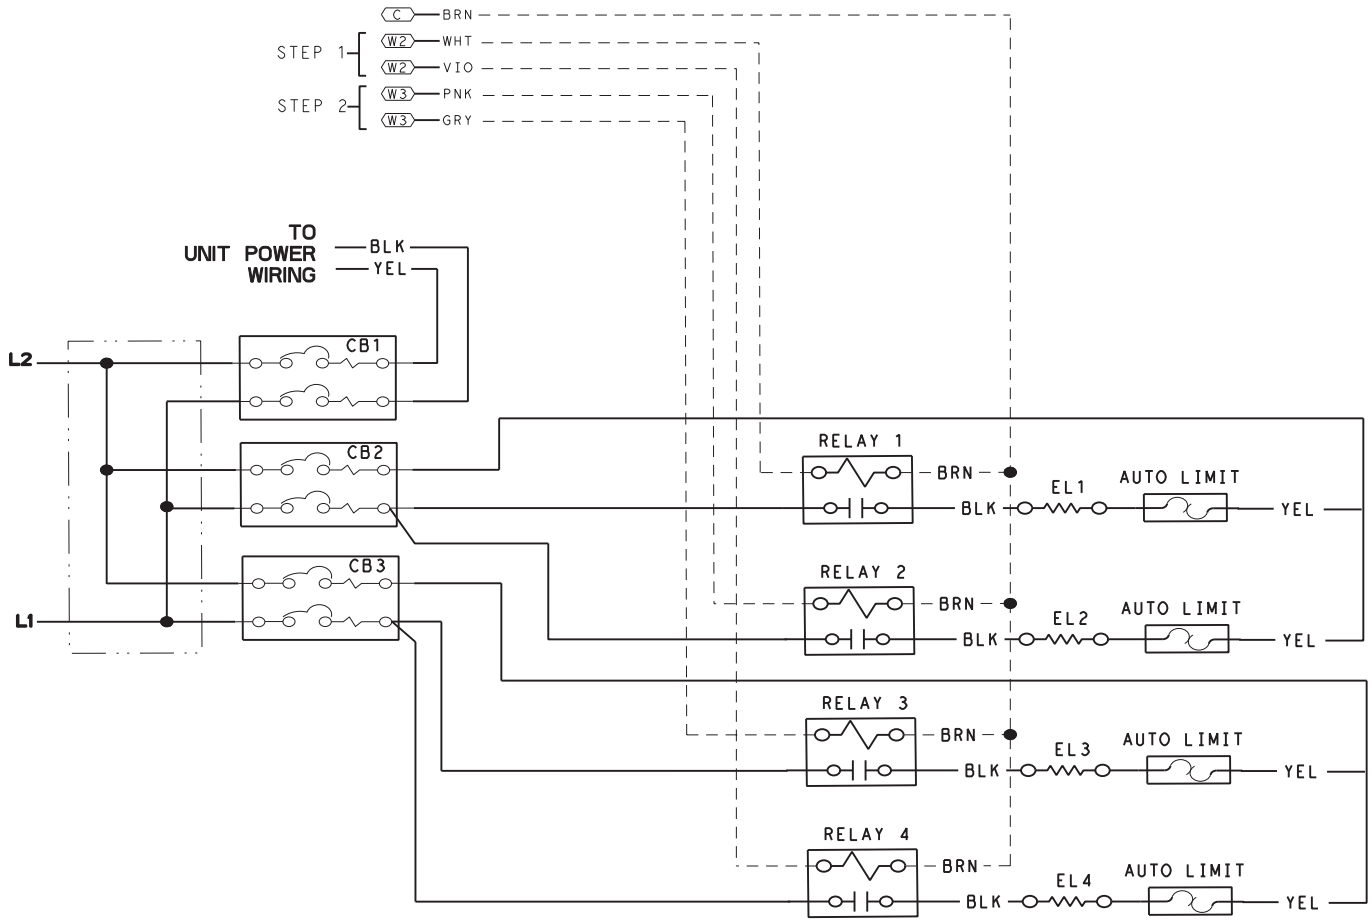 C BRN
STEP 1 W2 WHT
W2 VIO
STEP 2 W3 PNK
W3 GRY
TO
UNIT POWER
WIRING
BLK
YEL
L2
CB1
CB2
CB3
L1
RELAY 1
BRN
BLK
EL1
AUTO LIMIT
YEL
RELAY 2
BRN
BLK
EL2
AUTO LIMIT
YEL
RELAY 3
BRN
BLK
EL3
AUTO LIMIT
YEL
RELAY 4
BRN
BLK
EL4
AUTO LIMIT
YEL